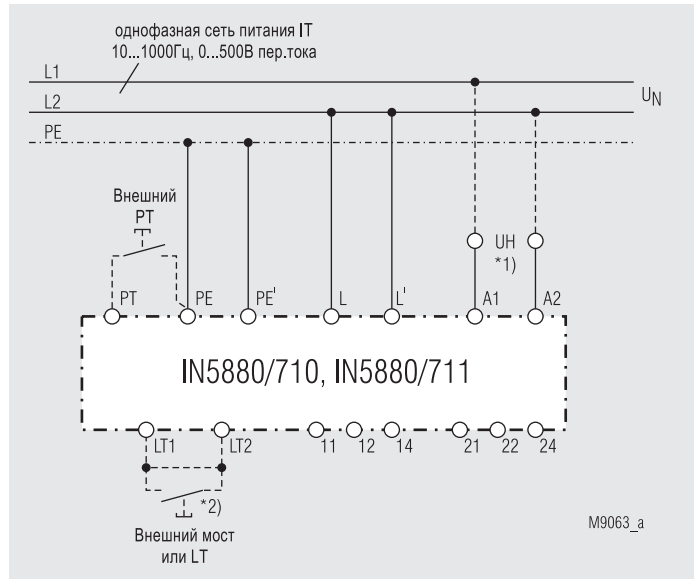 однофазная сеть питания IT
10...1000Гц, 0...500В пер.тока
L1
L2
UN
PE
Внешний
PT
UH
*1)
PT
PE
PE'
L
L'
A1
A2
IN5880/710, IN5880/711
LT1
LT2
11
12
14
21
22
24
*2)
Внешний мост
или LT
M9063_a